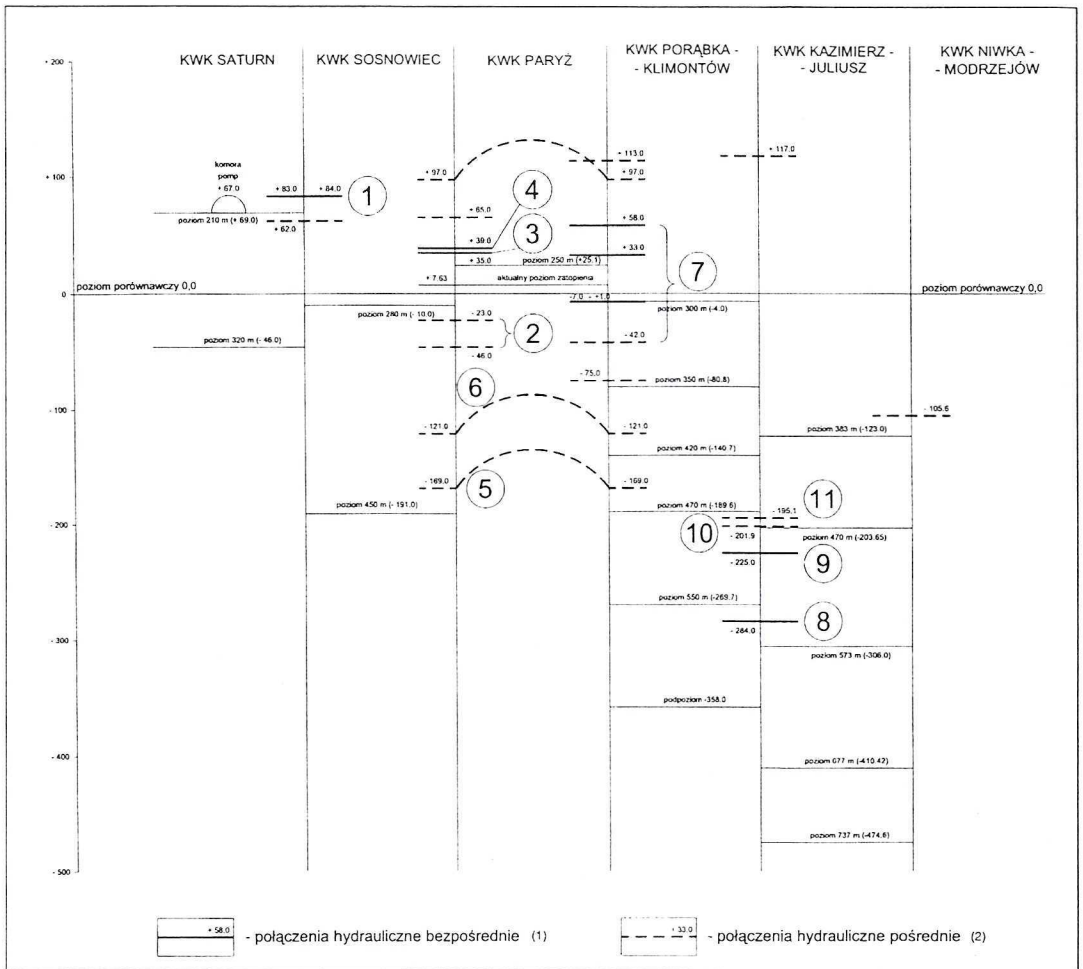 KWK SATURN
KWK SOSNOWIEC
KWK PARYŻ
KWK PORĄBKA -
- KLIMONTÓW
KWK KAZIMIERZ -
- JULIUSZ
KWK NIWKA -
- MODRZEJÓW
+ 200
+ 100
0
- 100
- 200
- 300
- 400
- 500
komora
pomp
+ 67.0
+ 83.0
+ 84.0
1
poziom 210 m (+ 69.0)
+ 62.0
+ 97.0
+ 65.0
4
+ 39.0
3
+ 35.0
poziom 250 m (+25.1)
+ 7.63
aktualny poziom zatopienia
+ 113.0
+ 97.0
+ 58.0
+ 33.0
7
+ 117.0
poziom porównawczy 0,0
poziom porównawczy 0,0
-7.0 - +1.0
poziom 280 m (- 10.0)
poziom 300 m (-4.0)
- 23.0
2
- 46.0
- 42.0
poziom 320 m (- 46.0)
- 75.0
poziom 350 m (-80.8)
6
- 105.6
- 121.0
- 121.0
poziom 383 m (-123.0)
poziom 420 m (-140.7)
- 169.0
5
- 169.0
poziom 450 m (- 191.0)
poziom 470 m (-189.6)
- 195.1
11
10
- 201.9
poziom 470 m (-203.65)
- 225.0
9
poziom 550 m (-269.7)
- 284.0
8
poziom 573 m (-306.0)
podpoziom -358.0
poziom 677 m (-410.42)
poziom 737 m (-474.6)
+ 58.0
- połączenia hydrauliczne bezpośrednie (1)
+ 33.0
- połączenia hydrauliczne pośrednie (2)